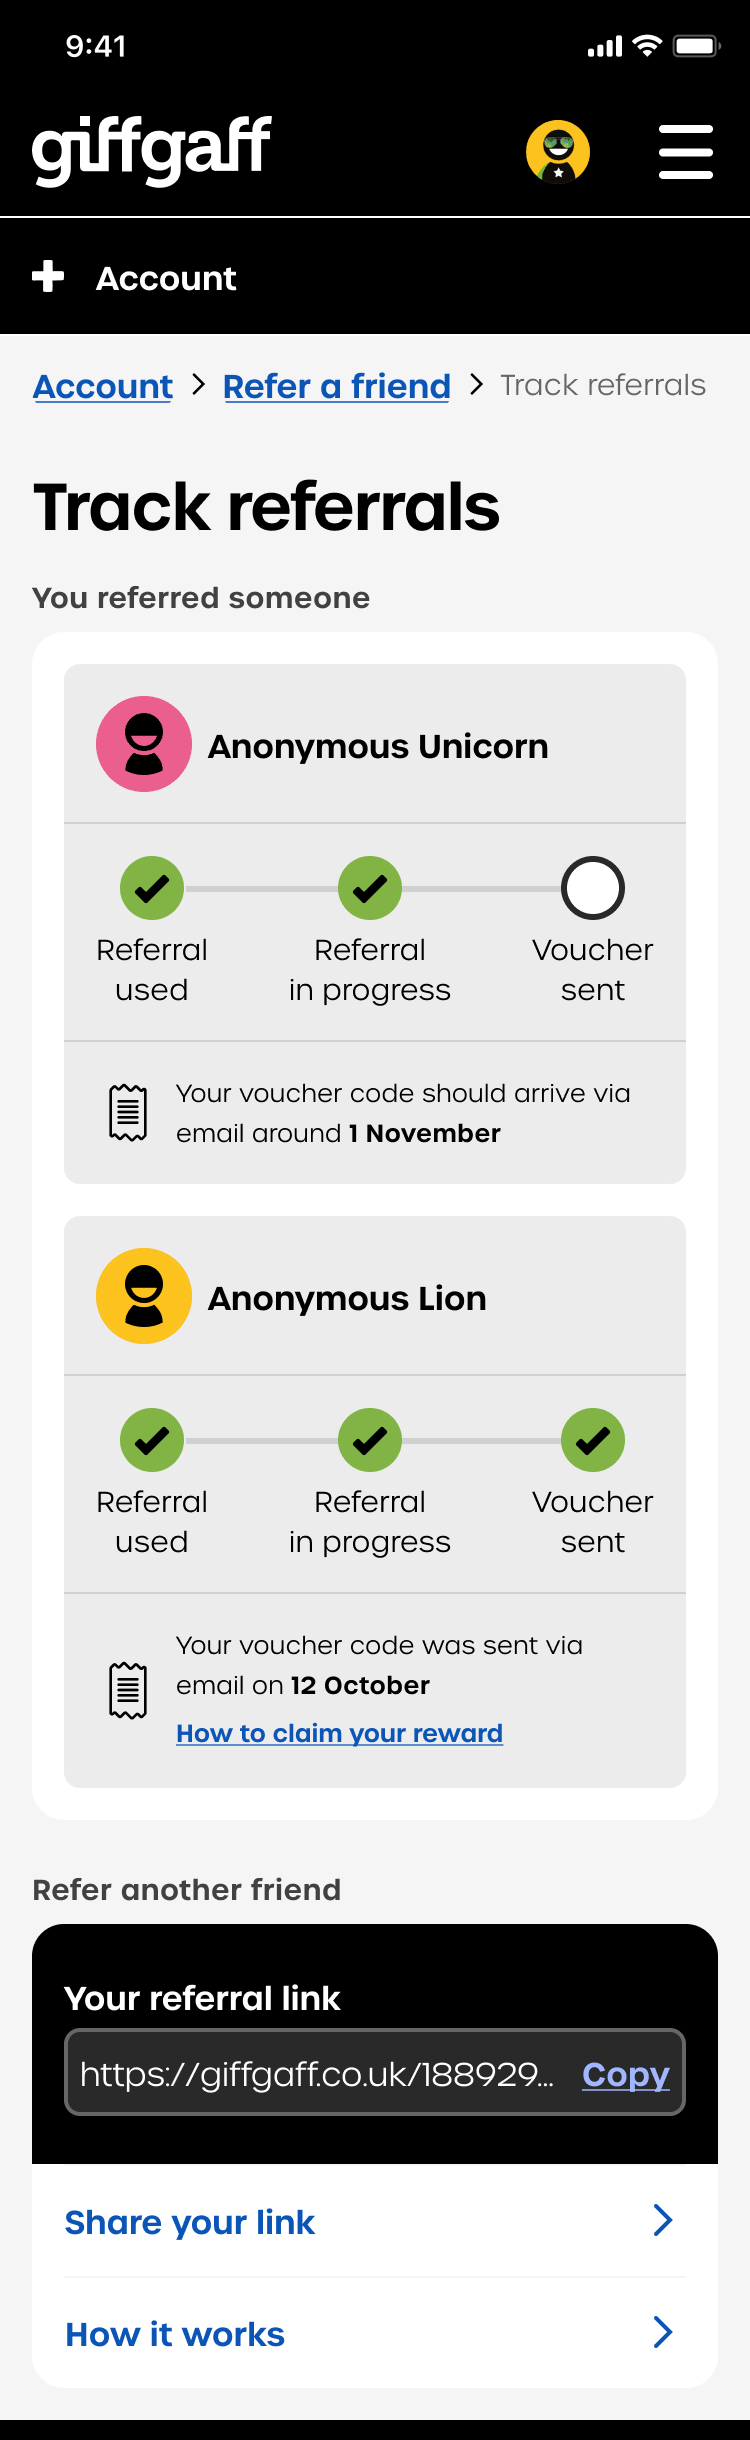 9:41
giffgaff
Account
Account > Refer a friend > Track referrals
Track referrals
You referred someone
Anonymous Unicorn
Referral used
Referral in progress
Voucher sent
Your voucher code should arrive via
email around 1 November
Anonymous Lion
Referral used
Referral in progress
Voucher sent
Your voucher code was sent via
email on 12 October
How to claim your reward
Refer another friend
Your referral link
https://giffgaff.co.uk/188929... Copy
Share your link
How it works